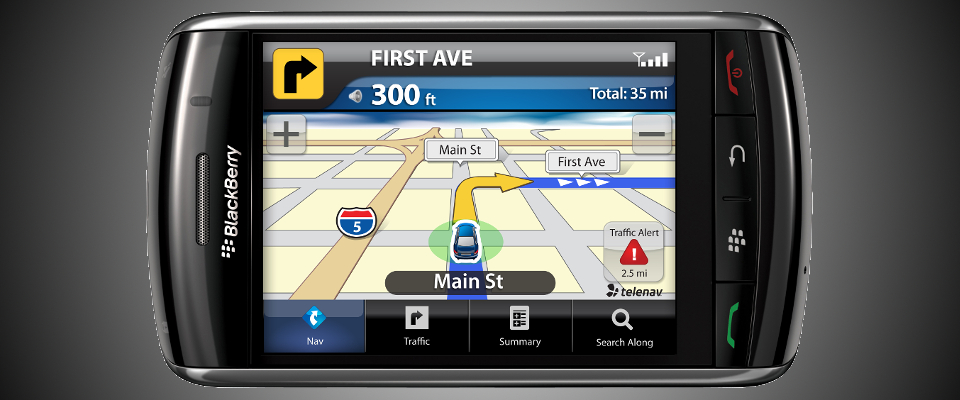 FIRST AVE
300 ft
Total: 35 mi
Main St
First Ave
5
Traffic Alert
!
2.5 mi
telenav
Main St
Nav
Traffic
Summary
Search Along
BlackBerry